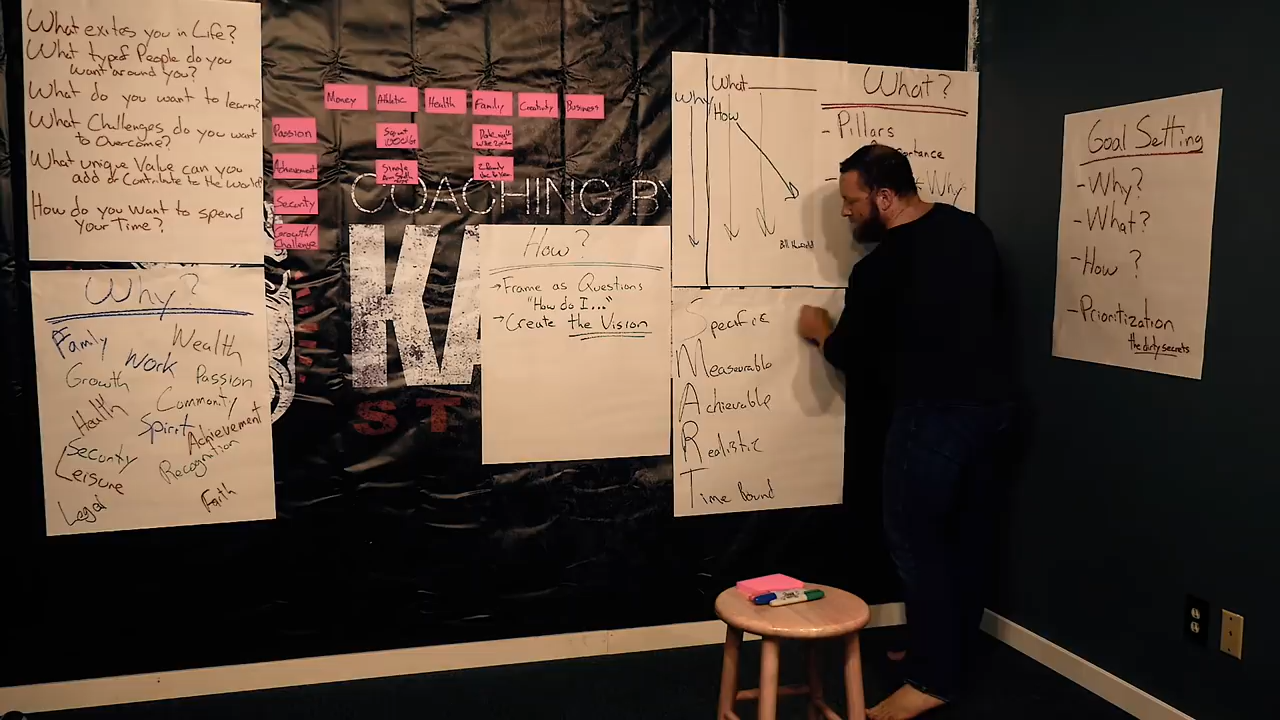 What exites you in Life?
What typef People do you
want around you?
What do you want to learn?
What Challenges do you want
to Overcome?
What unique Value can you
add or Contribute to the World?
How do you Want to spend
your Time?
Why?
Family
Wealth
Work
Growth
Passion
Health
Community
Spirit
Achievement
Security
Recognation
Leisure
Legal
Faith
Money
Athletic
Health
Family
Creativity
Business
Passion
Achievement
Security
Growth/
Challenge
COACHING BY
KA
ST
How?
→Frame as Questions
"How do I..."
→Create the Vision
What
Why
How
What?
- Pillars
Why
Specific
Measurable
Achievable
Realistic
Time Bound
Goal Setting
-Why?
-What?
-How ?
-Prioritization
the dirty secrets